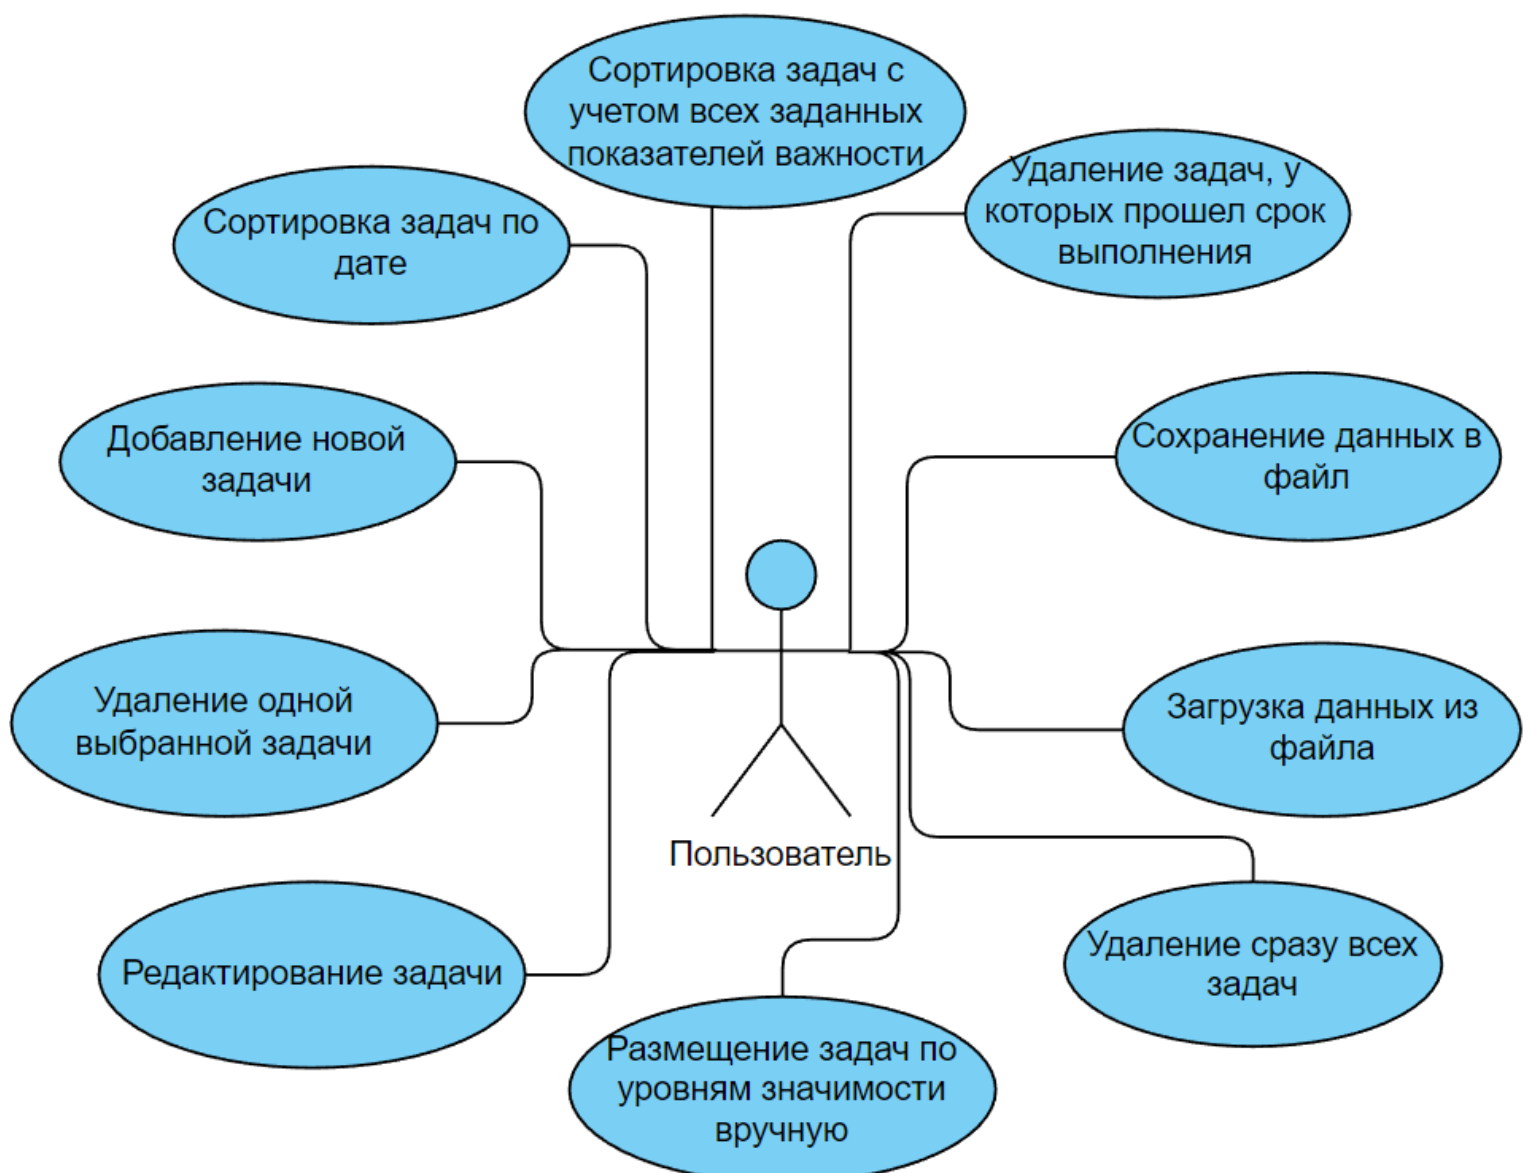 Сортировка задач с
учетом всех заданных
показателей важности
Удаление задач, у
которых прошел срок
выполнения
Сортировка задач по
дате
Добавление новой
задачи
Сохранение данных в
файл
Удаление одной
выбранной задачи
Загрузка данных из
файла
Пользователь
Редактирование задачи
Удаление сразу всех
задач
Размещение задач по
уровням значимости
вручную